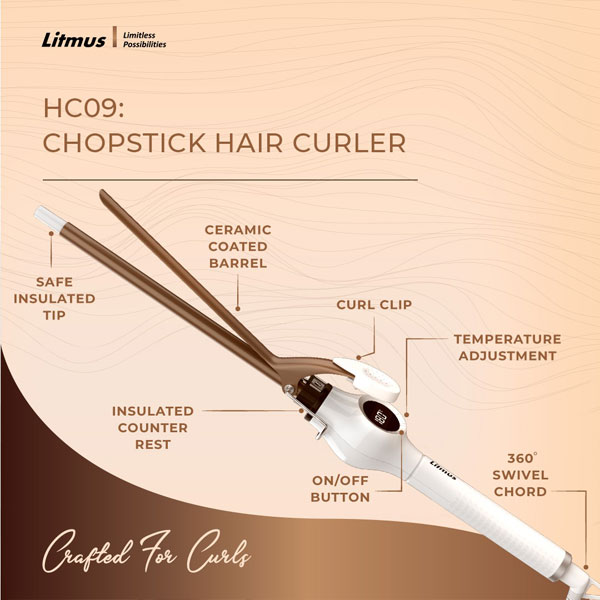 Litmus | Limitless
Possibilities
HC09:
CHOPSTICK HAIR CURLER
CERAMIC
COATED
BARREL
SAFE
INSULATED
TIP
CURL CLIP
TEMPERATURE
ADJUSTMENT
INSULATED
COUNTER
REST
ON/OFF
BUTTON
360°
SWIVEL
CHORD
Litmus
Crafted For Curls